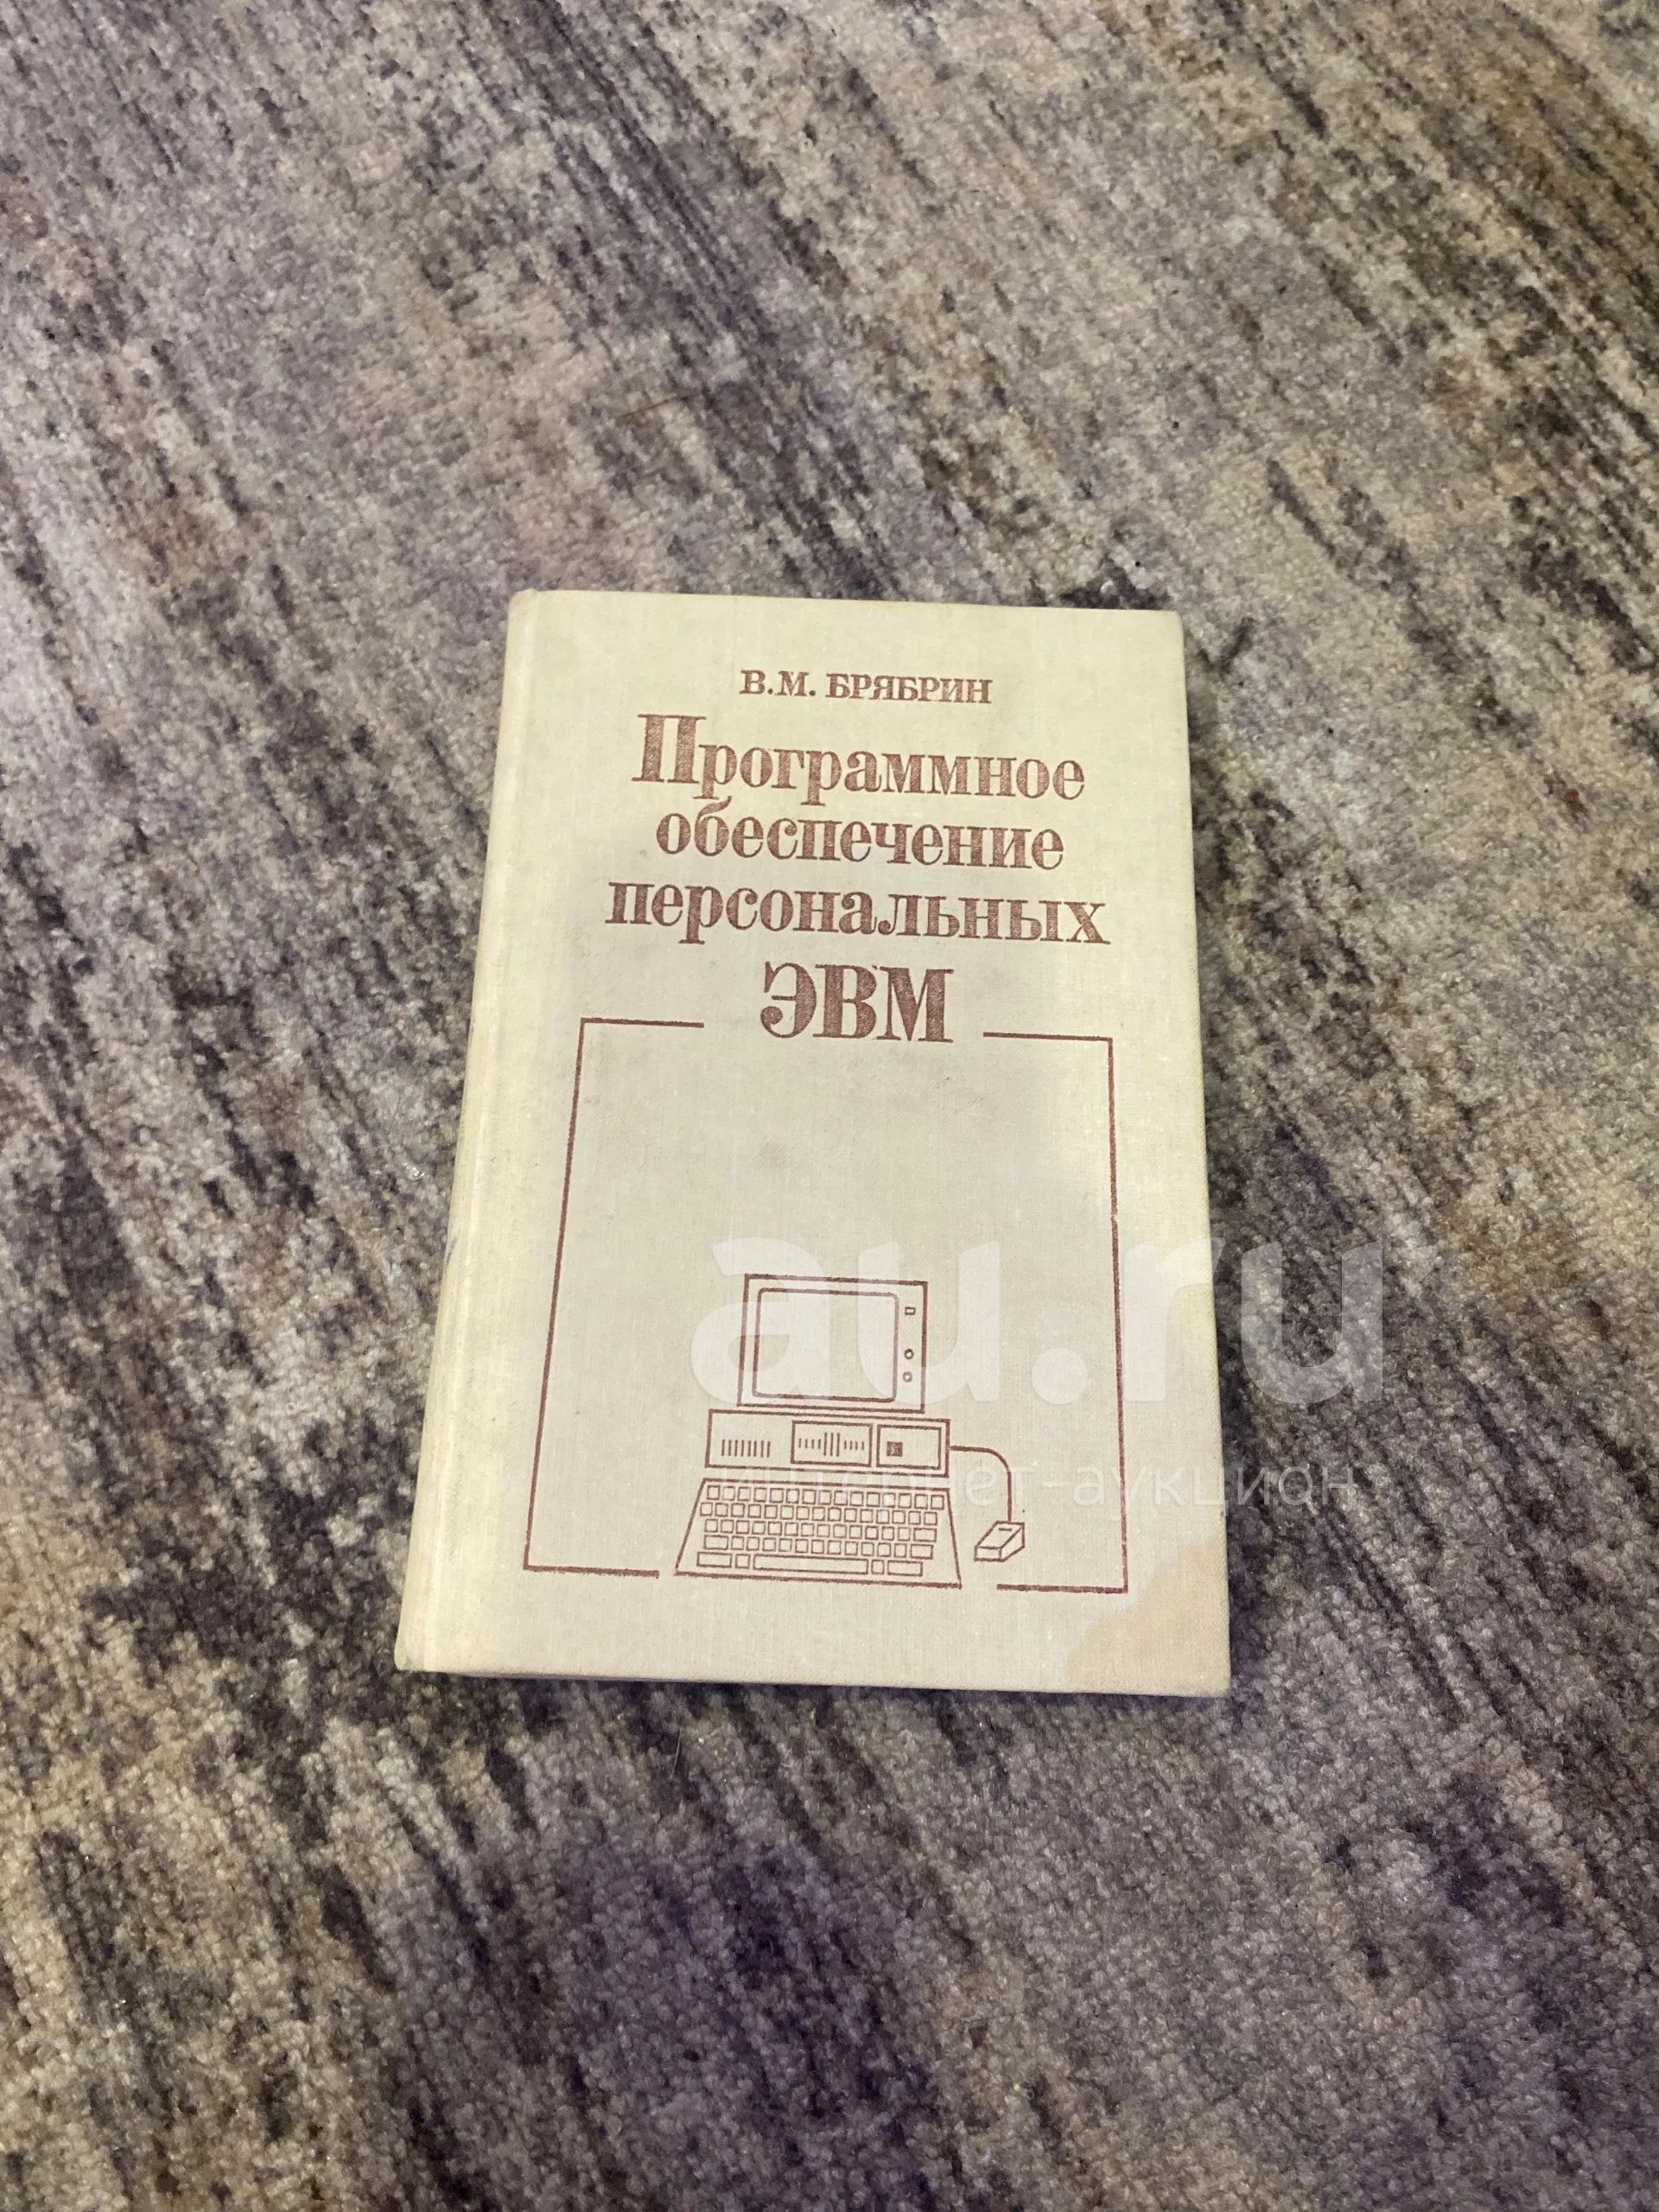 В.М. БРЯБРИН
Программное
обеспечение
персональных
ЭВМ
au.ru
интернет-аукцион